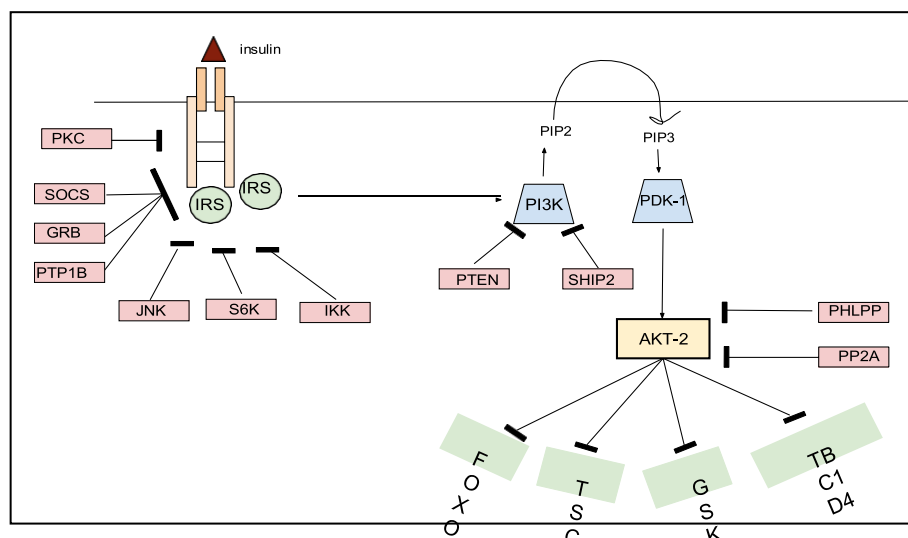 insulin
PIP2
PIP3
PKC
SOCS
GRB
PTP1B
IRS
IRS
PI3K
PDK-1
PTEN
SHIP2
JNK
S6K
IKK
AKT-2
PHLPP
PP2A
F
O
X
O
T
S
C
G
S
K
TB
C1
D4